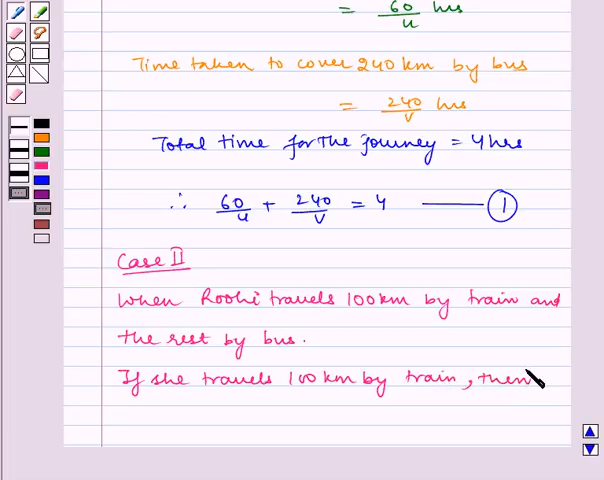 = 60/u hrs
Time taken to cover 240 km by bus
= 240/v hrs
Total time for the journey = 4 hrs
∴ 60/u + 240/v = 4 —— 1
Case II
When Roohi travels 100 km by train and
the rest by bus.
If she travels 100 km by train, then